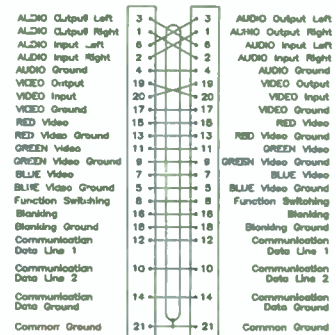 AUDIO Output Left 3 3 AUDIO Output Left
AUDIO Output Right 1 1 AUDIO Output Right
AUDIO Input Left 6 6 AUDIO Input Left
AUDIO Input Right 2 2 AUDIO Input Right
AUDIO Ground 4 4 AUDIO Ground
VIDEO Output 19 19 VIDEO Output
VIDEO Input 20 20 VIDEO Input
VIDEO Ground 17 17 VIDEO Ground
RED Video 15 15 RED Video
RED Video Ground 13 13 RED Video Ground
GREEN Video 11 11 GREEN Video
GREEN Video Ground 9 9 GREEN Video Ground
BLUE Video 7 7 BLUE Video
BLUE Video Ground 5 5 BLUE Video Ground
Function Switching 8 8 Function Switching
Blanking 16 16 Blanking
Blanking Ground 18 18 Blanking Ground
Communication 12 12 Communication
Data Line 1 Data Line 1
Communication 10 10 Communication
Data Line 2 Data Line 2
Communication 14 14 Communication
Data Ground Data Ground
Common Ground 21 21 Common Ground